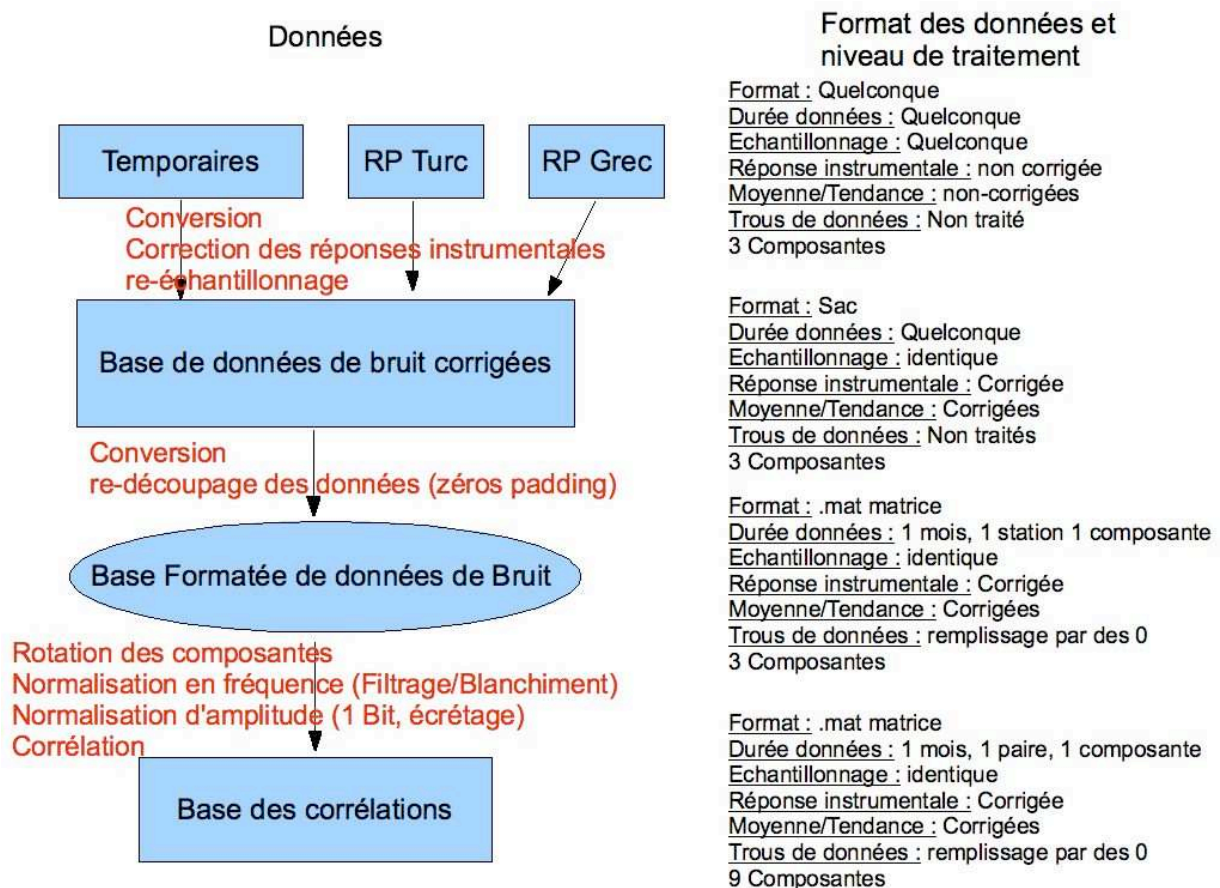 Données
Format des données et
niveau de traitement
Temporaires
RP Turc
RP Grec
Format : Quelconque
Durée données : Quelconque
Echantillonnage : Quelconque
Réponse instrumentale : non corrigée
Moyenne/Tendance : non-corrigées
Trous de données : Non traité
3 Composantes
Conversion
Correction des réponses instrumentales
re-échantillonnage
Base de données de bruit corrigées
Format : Sac
Durée données : Quelconque
Echantillonnage : identique
Réponse instrumentale : Corrigée
Moyenne/Tendance : Corrigées
Trous de données : Non traités
3 Composantes
Conversion
re-découpage des données (zéros padding)
Base Formatée de données de Bruit
Format : .mat matrice
Durée données : 1 mois, 1 station 1 composante
Echantillonnage : identique
Réponse instrumentale : Corrigée
Moyenne/Tendance : Corrigées
Trous de données : remplissage par des 0
3 Composantes
Rotation des composantes
Normalisation en fréquence (Filtrage/Blanchiment)
Normalisation d'amplitude (1 Bit, écrétage)
Corrélation
Base des corrélations
Format : .mat matrice
Durée données : 1 mois, 1 paire, 1 composante
Echantillonnage : identique
Réponse instrumentale : Corrigée
Moyenne/Tendance : Corrigées
Trous de données : remplissage par des 0
9 Composantes